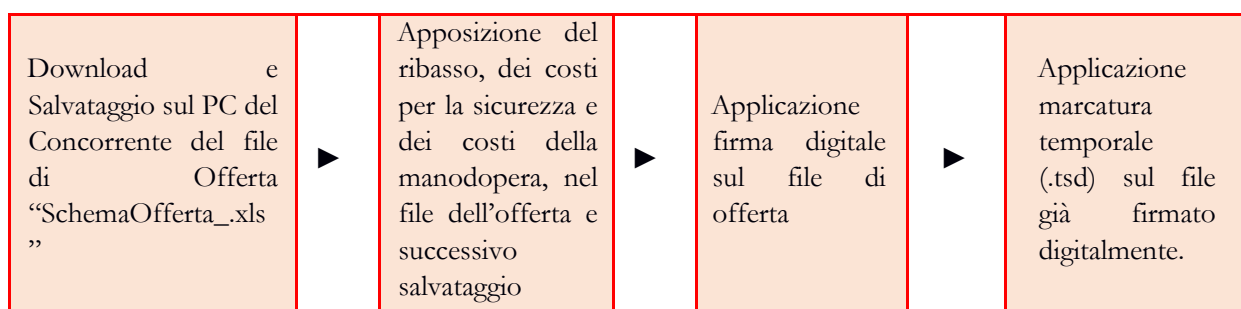 Download e
Salvataggio sul PC del
Concorrente del file
di Offerta
“SchemaOfferta_.xls
”
►
Apposizione del
ribasso, dei costi
per la sicurezza e
dei costi della
manodopera, nel
file dell’offerta e
successivo
salvataggio
►
Applicazione
firma digitale
sul file di
offerta
►
Applicazione
marcatura
temporale
(.tsd) sul file
già firmato
digitalmente.